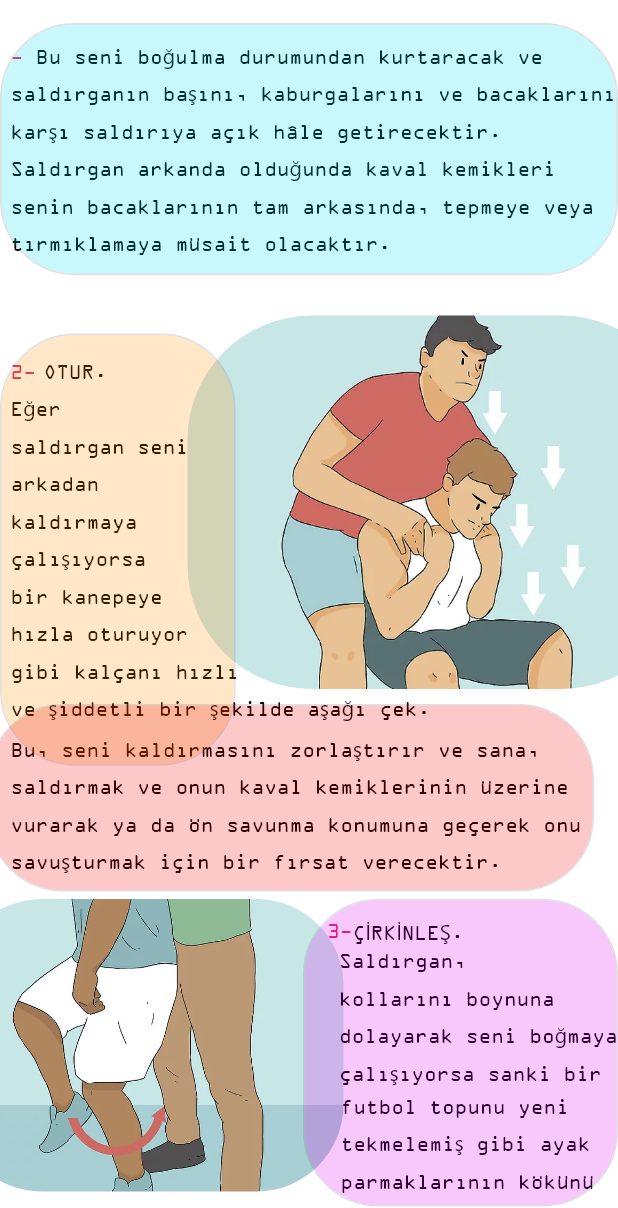 - Bu seni boğulma durumundan kurtaracak ve
saldırganın başını, kaburgalarını ve bacaklarını
karşı saldırıya açık hâle getirecektir.
Saldırgan arkanda olduğunda kaval kemikleri
senin bacaklarının tam arkasında, tepmeye veya
tırmıklamaya müsait olacaktır.
2- OTUR.
Eğer
saldırgan seni
arkadan
kaldırmaya
çalışıyorsa
bir kanepeye
hızla oturuyor
gibi kalçanı hızlı
ve şiddetli bir şekilde aşağı çek.
Bu, seni kaldırmasını zorlaştırır ve sana,
saldırmak ve onun kaval kemiklerinin üzerine
vurarak ya da ön savunma konumuna geçerek onu
savuşturmak için bir fırsat verecektir.
3-ÇİRKİNLEŞ.
Saldırgan,
kollarını boynuna
dolayarak seni boğmaya
çalışıyorsa sanki bir
futbol topunu yeni
tekmelemiş gibi ayak
parmaklarının kökünü